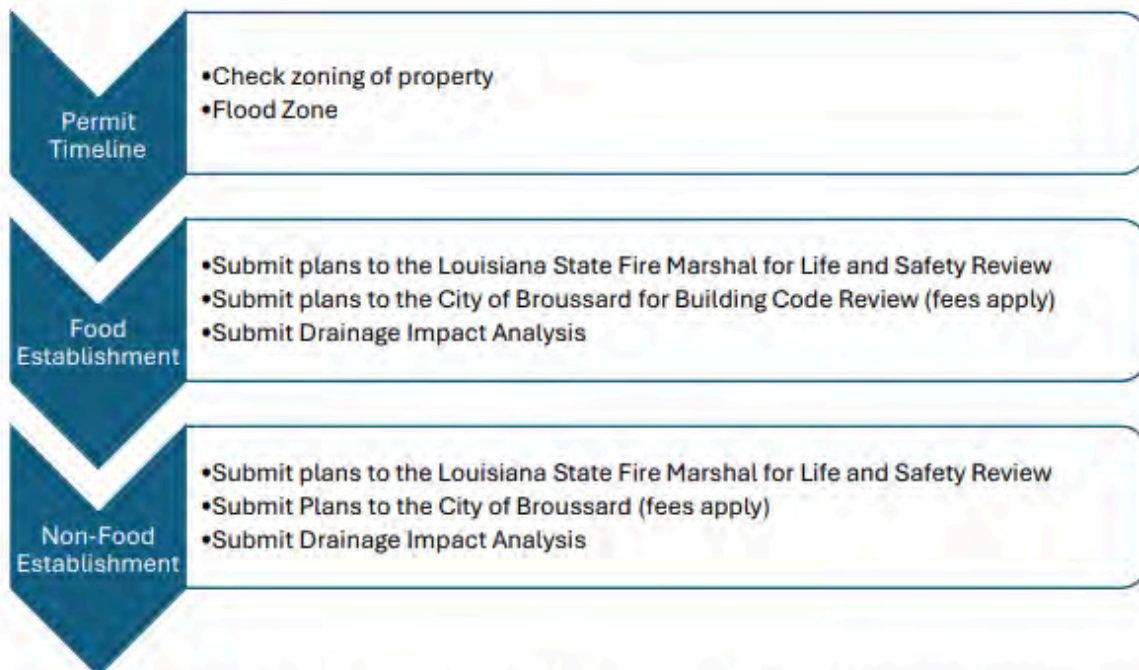 Permit
Timeline
•Check zoning of property
•Flood Zone
Food
Establishment
•Submit plans to the Louisiana State Fire Marshal for Life and Safety Review
•Submit plans to the City of Broussard for Building Code Review (fees apply)
•Submit Drainage Impact Analysis
Non-Food
Establishment
•Submit plans to the Louisiana State Fire Marshal for Life and Safety Review
•Submit Plans to the City of Broussard (fees apply)
•Submit Drainage Impact Analysis